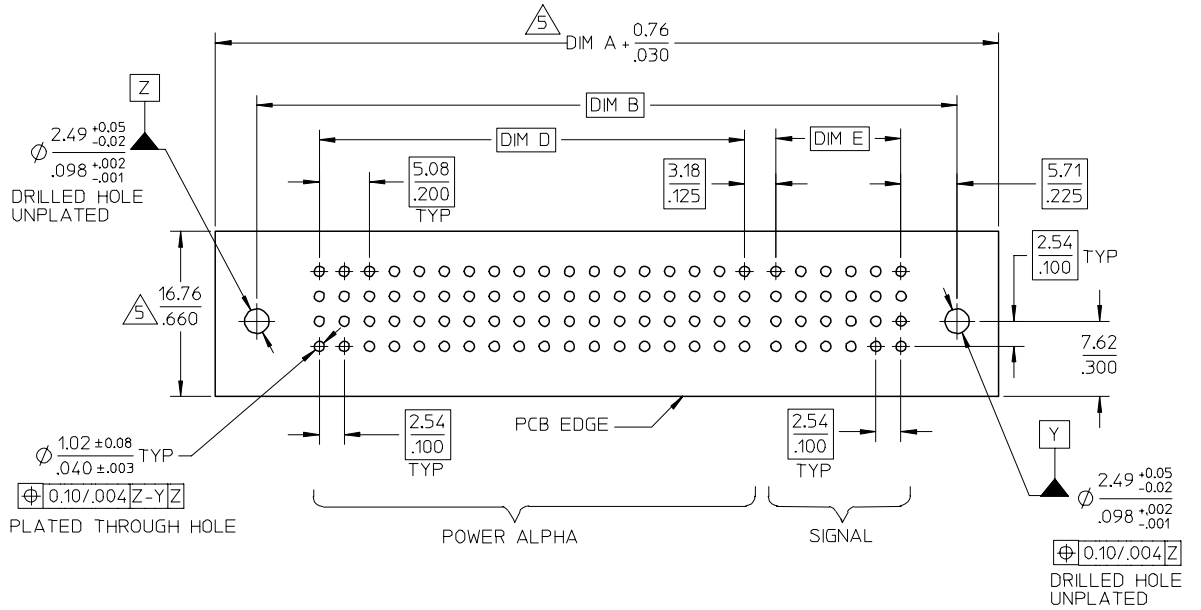 5
DIM A + 0.76
.030
Z
DIM B
2.49 +0.05
-0.02
.098 +.002
-.001
DRILLED HOLE
UNPLATED
DIM D
DIM E
5.08
.200
TYP
3.18
.125
5.71
.225
2.54
.100
TYP
5
16.76
.660
7.62
.300
2.54
.100
TYP
PCB EDGE
2.54
.100
TYP
Ø 1.02 ±0.08
.040 ±.003
TYP
⌖ 0.10/.004 Z-Y Z
PLATED THROUGH HOLE
Y
Ø 2.49 +0.05
-0.02
.098 +.002
-.001
POWER ALPHA
SIGNAL
⌖ 0.10/.004 Z
DRILLED HOLE
UNPLATED